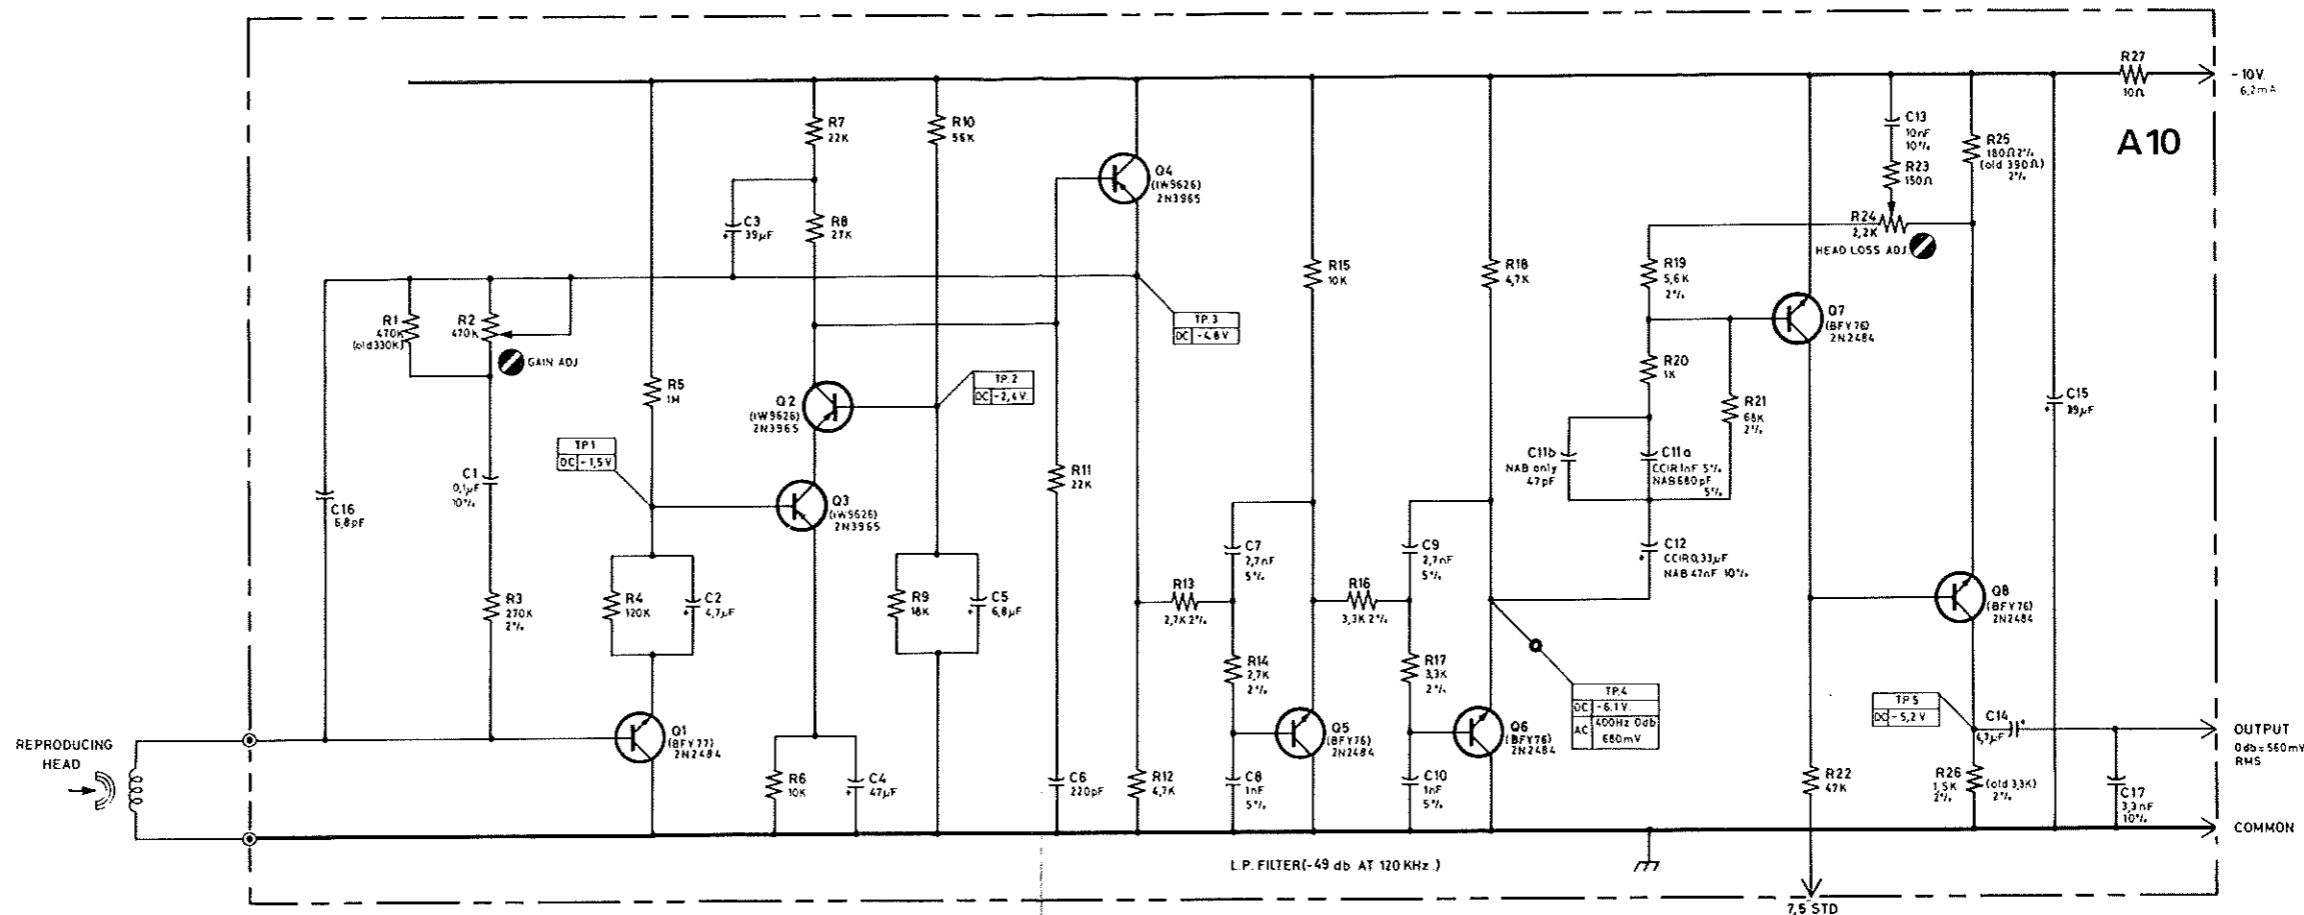 A10
R27
10Ω
-10V.
6,2mA
R7
22K
R10
56K
Q4
(IW9626)
2N3965
C13
10nF
10%
R23
150Ω
R24
2,2K
HEAD LOSS ADJ.
R25
180Ω2%
(old 390Ω)
2%
C3
39µF
R8
27K
R1
470K
(old330K)
R2
470K
GAIN ADJ
TP.3
DC -4,8V
R15
10K
R18
4,7K
R19
5,6K
2%
Q7
(BFY76)
2N2484
R5
1M
Q2
(IW9626)
2N3965
TP.2
DC -2,4V.
R20
1K
R21
68K
2%
C15
39µF
TP1
DC -1,5V
C1
0,1µF
10%
C16
6,8pF
Q3
(IW9626)
2N3965
R11
22K
C11b
NAB only
47pF
C11a
CCIR 1nF 5%
NAB 680pF
5%
C7
2,7nF
5%
C9
2,7nF
5%
C12
CCIR 0,33µF
NAB 47nF 10%
R3
270K
2%
R4
120K
C2
4,7µF
R9
18K
C5
6,8µF
R13
2,7K 2%
R16
3,3K 2%
Q8
(BFY76)
2N2484
R14
2,7K
2%
R17
3,3K
2%
TP.4
DC -6,1V.
AC 400Hz 0db
680mV
TP.5
DC -5,2V
C14
4,7µF
REPRODUCING
HEAD
Q1
(BFY77)
2N2484
Q5
(BFY76)
2N2484
Q6
(BFY76)
2N2484
OUTPUT
0db=560mV
RMS
R6
10K
C4
47µF
C6
220pF
R12
4,7K
C8
1nF
5%
C10
1nF
5%
R22
47K
R26
1,5K
2%
(old 3,3K)
2%
C17
3,3nF
10%
COMMON
L.P. FILTER(-49 db AT 120KHz.)
7,5 STD